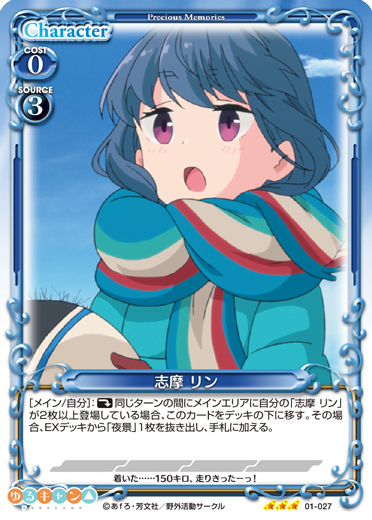 Precious Memories
Character
COST
0
SOURCE
3
志摩 リン
[メイン/自分]: 同じターンの間にメインエリアに自分の「志摩 リン」
が2枚以上登場している場合、このカードをデッキの下に移す。その場
合、EXデッキから「夜景」1枚を抜き出し、手札に加える。
着いた……150キロ、走りきったーっ！
ゆるキャン△
©あfろ・芳文社／野外活動サークル
01-027